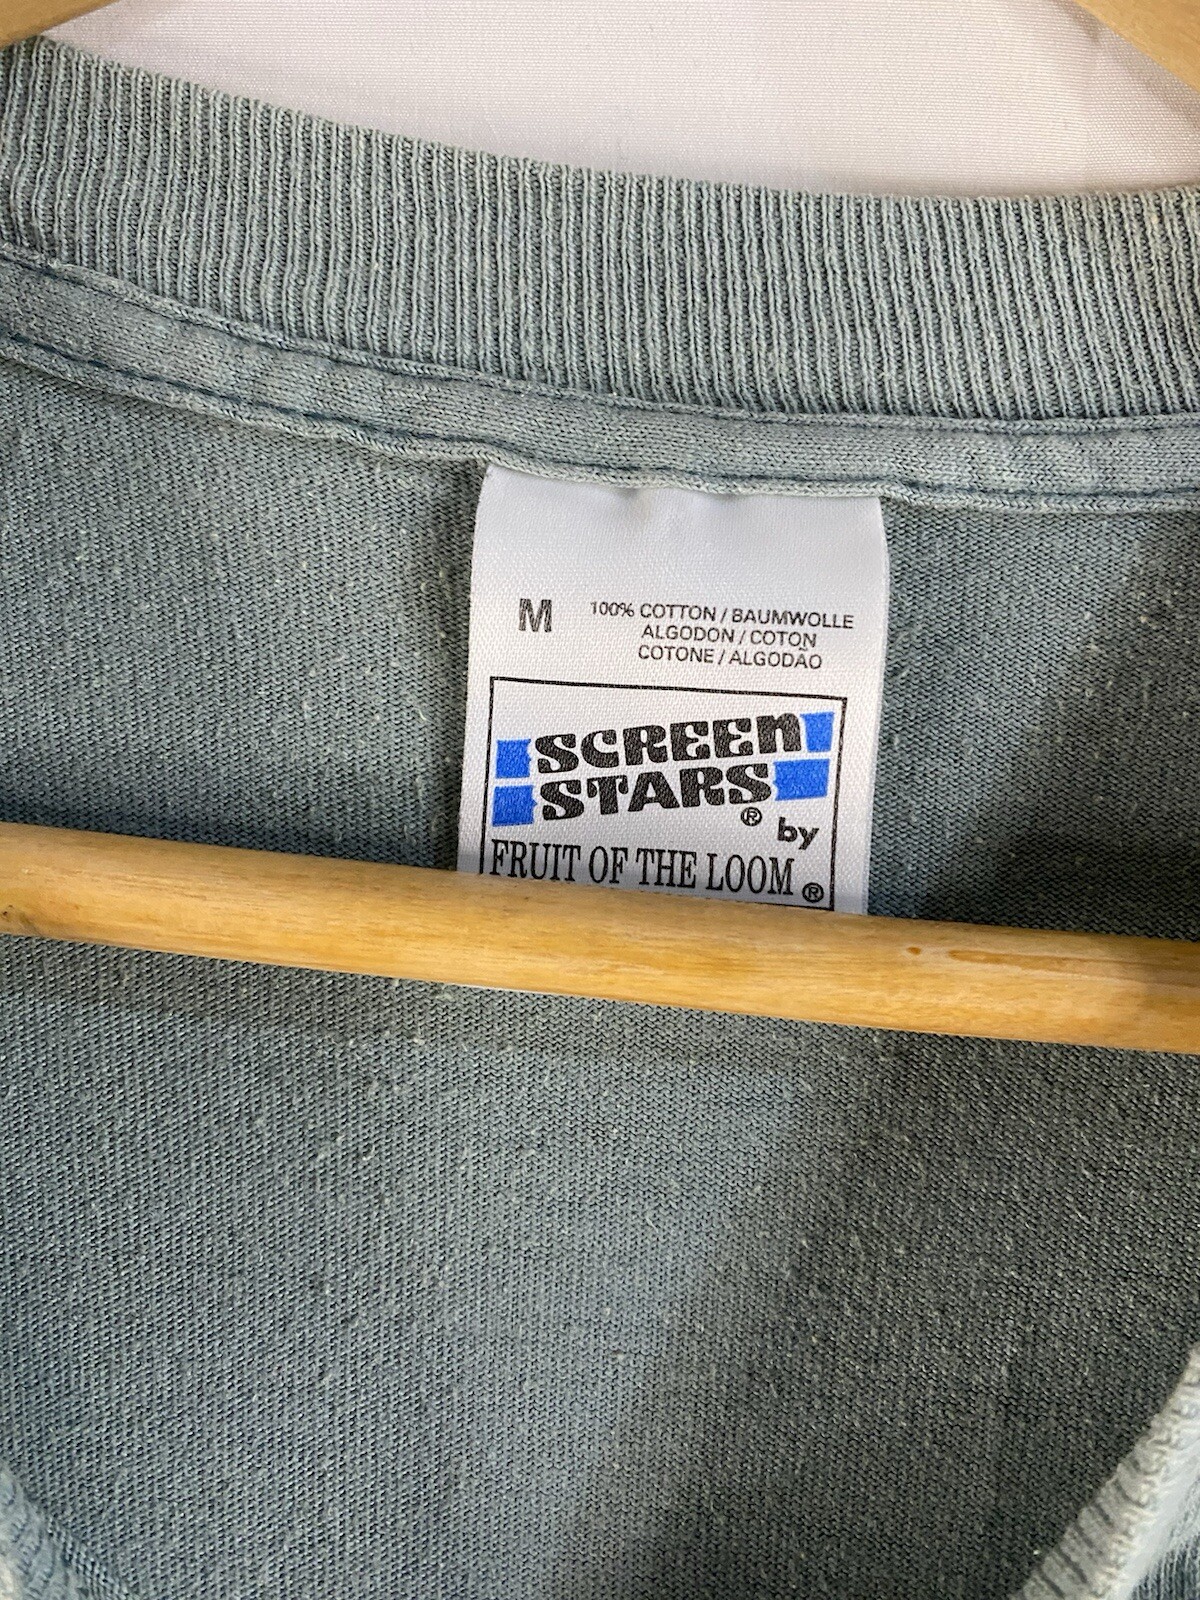 M
100% COTTON / BAUMWOLLE
ALGODON / COTON
COTONE / ALGODÃO
SCREEN
STARS®
by
FRUIT OF THE LOOM®